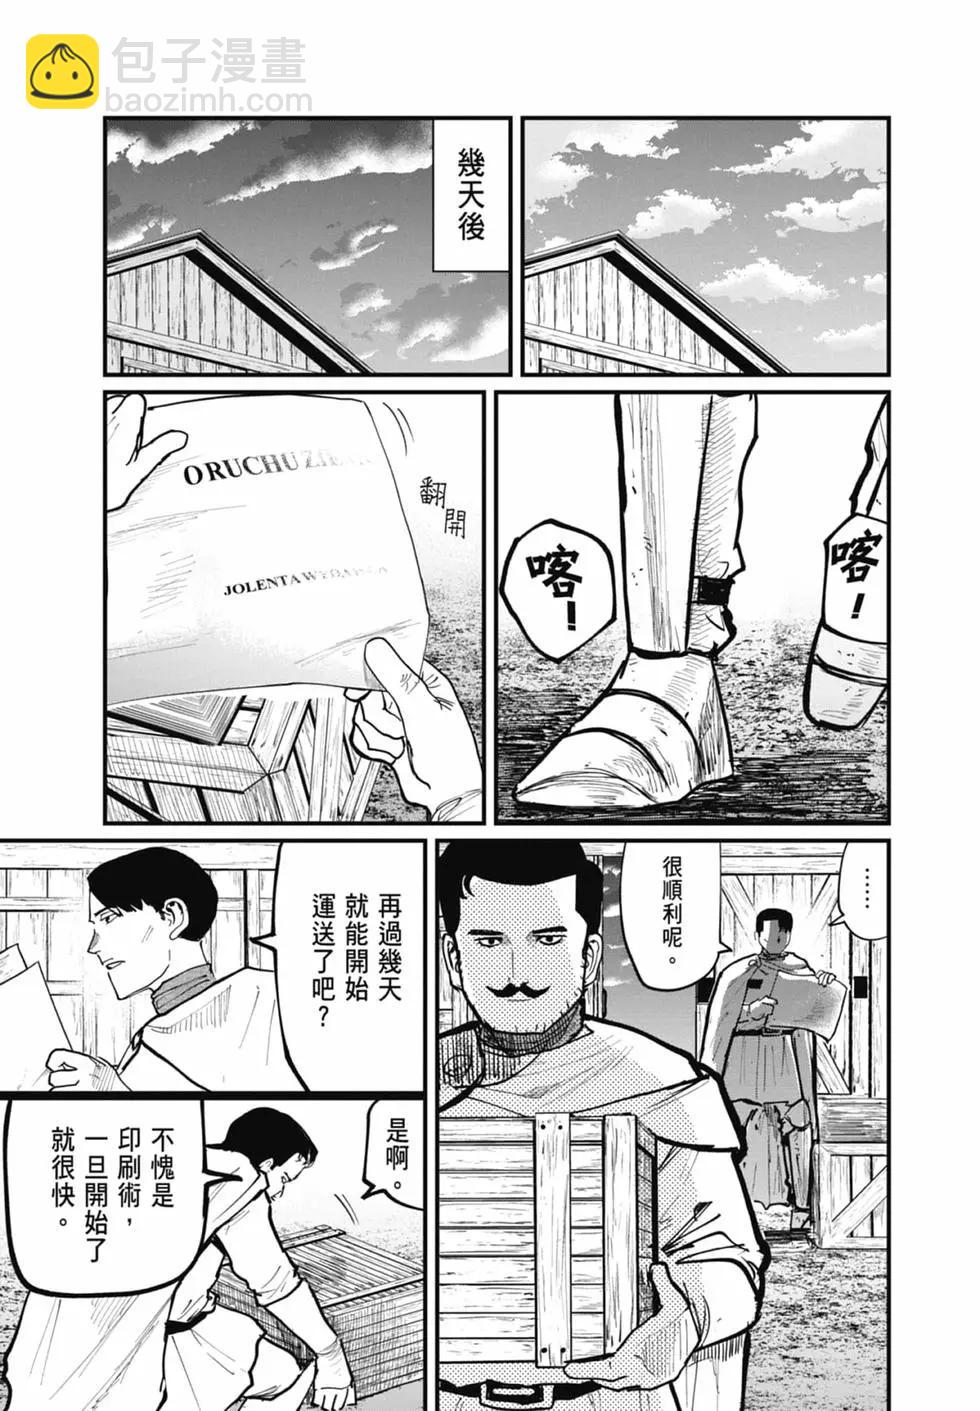 包子漫畫
baozimh.com
幾天後
喀!
喀!
翻開
ORUCHU
JOLENTA
……
很順利呢。
再過幾天
就能開始
運送了吧?
是啊。
不愧是
印刷術,
一旦開始了
就很快。